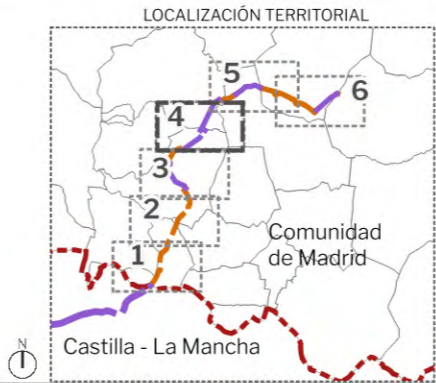 LOCALIZACIÓN TERRITORIAL
5
6
4
3
2
Comunidad
de Madrid
1
Castilla - La Mancha
N